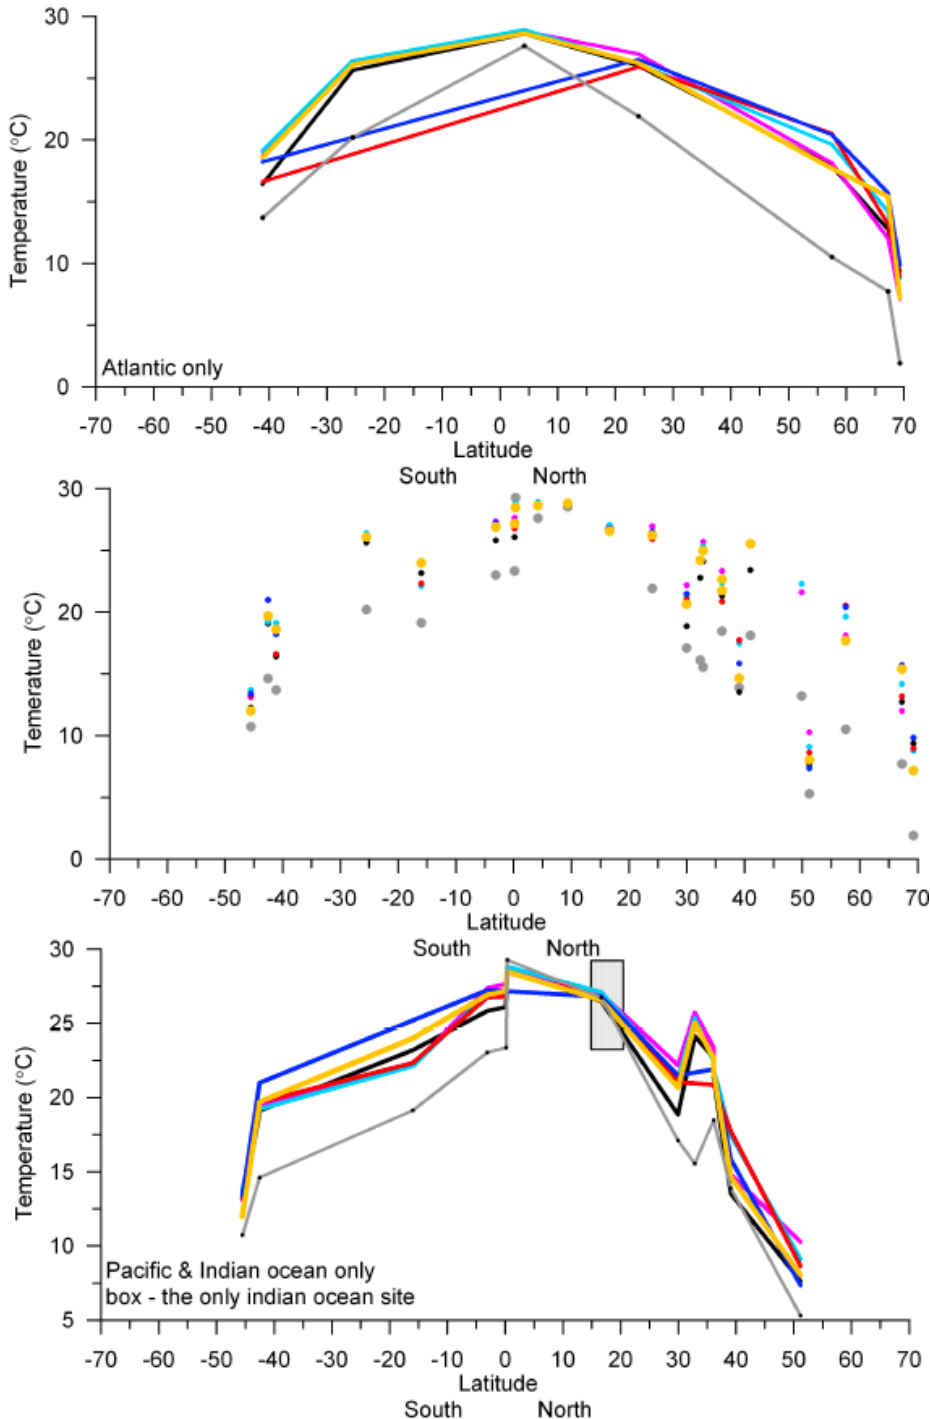 30
20
10
0
Temperature (°C)
Atlantic only
-70 -60 -50 -40 -30 -20 -10 0 10 20 30 40 50 60 70
Latitude
South North
30
20
10
0
Temerature (°C)
-70 -60 -50 -40 -30 -20 -10 0 10 20 30 40 50 60 70
Latitude
South North
30
25
20
15
10
5
Temperature (°C)
Pacific & Indian ocean only
box - the only indian ocean site
-70 -60 -50 -40 -30 -20 -10 0 10 20 30 40 50 60 70
Latitude
South North